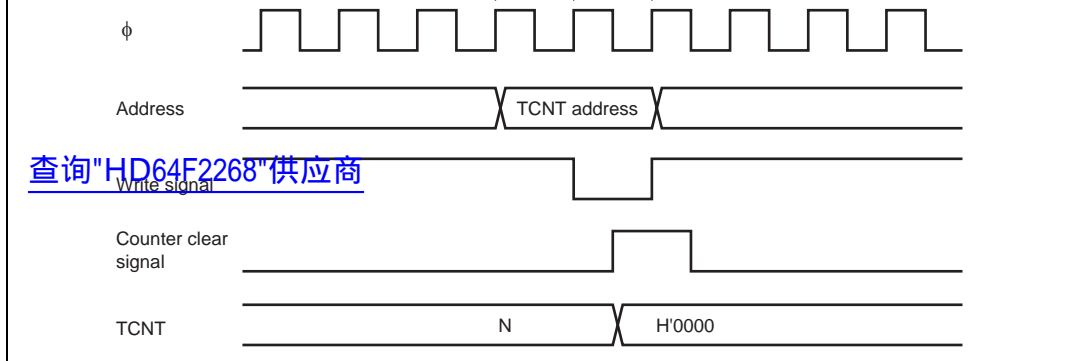 ϕ
Address
TCNT address
查询"HD64F2268"供应商
Write signal
Counter clear
signal
TCNT
N
H'0000